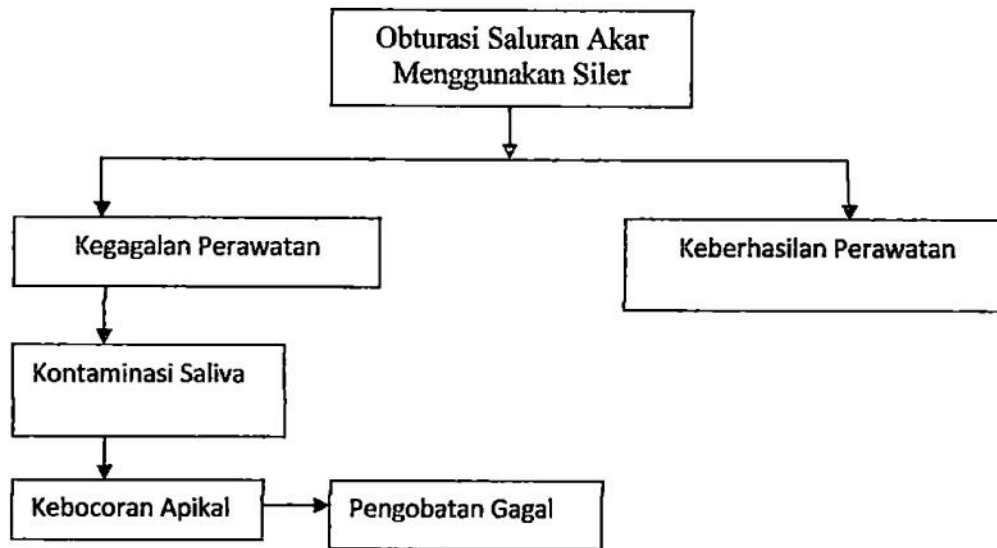 Obturasi Saluran Akar
Menggunakan Siler
Kegagalan Perawatan
Keberhasilan Perawatan
Kontaminasi Saliva
Kebocoran Apikal
Pengobatan Gagal